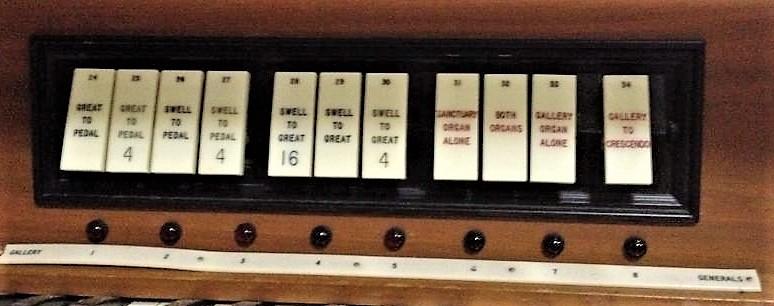 24 25 26 27 28 29 30 31 32 33 34
GREAT TO PEDAL
GREAT TO PEDAL 4
SWELL TO PEDAL
SWELL TO PEDAL 4
SWELL TO GREAT 16
SWELL TO GREAT
SWELL TO GREAT 4
SANCTUARY ORGAN ALONE
BOTH ORGANS
GALLERY ORGAN ALONE
GALLERY TO CRESCENDO
GALLERY 1 2 3 4 5 6 7 8 GENERALS